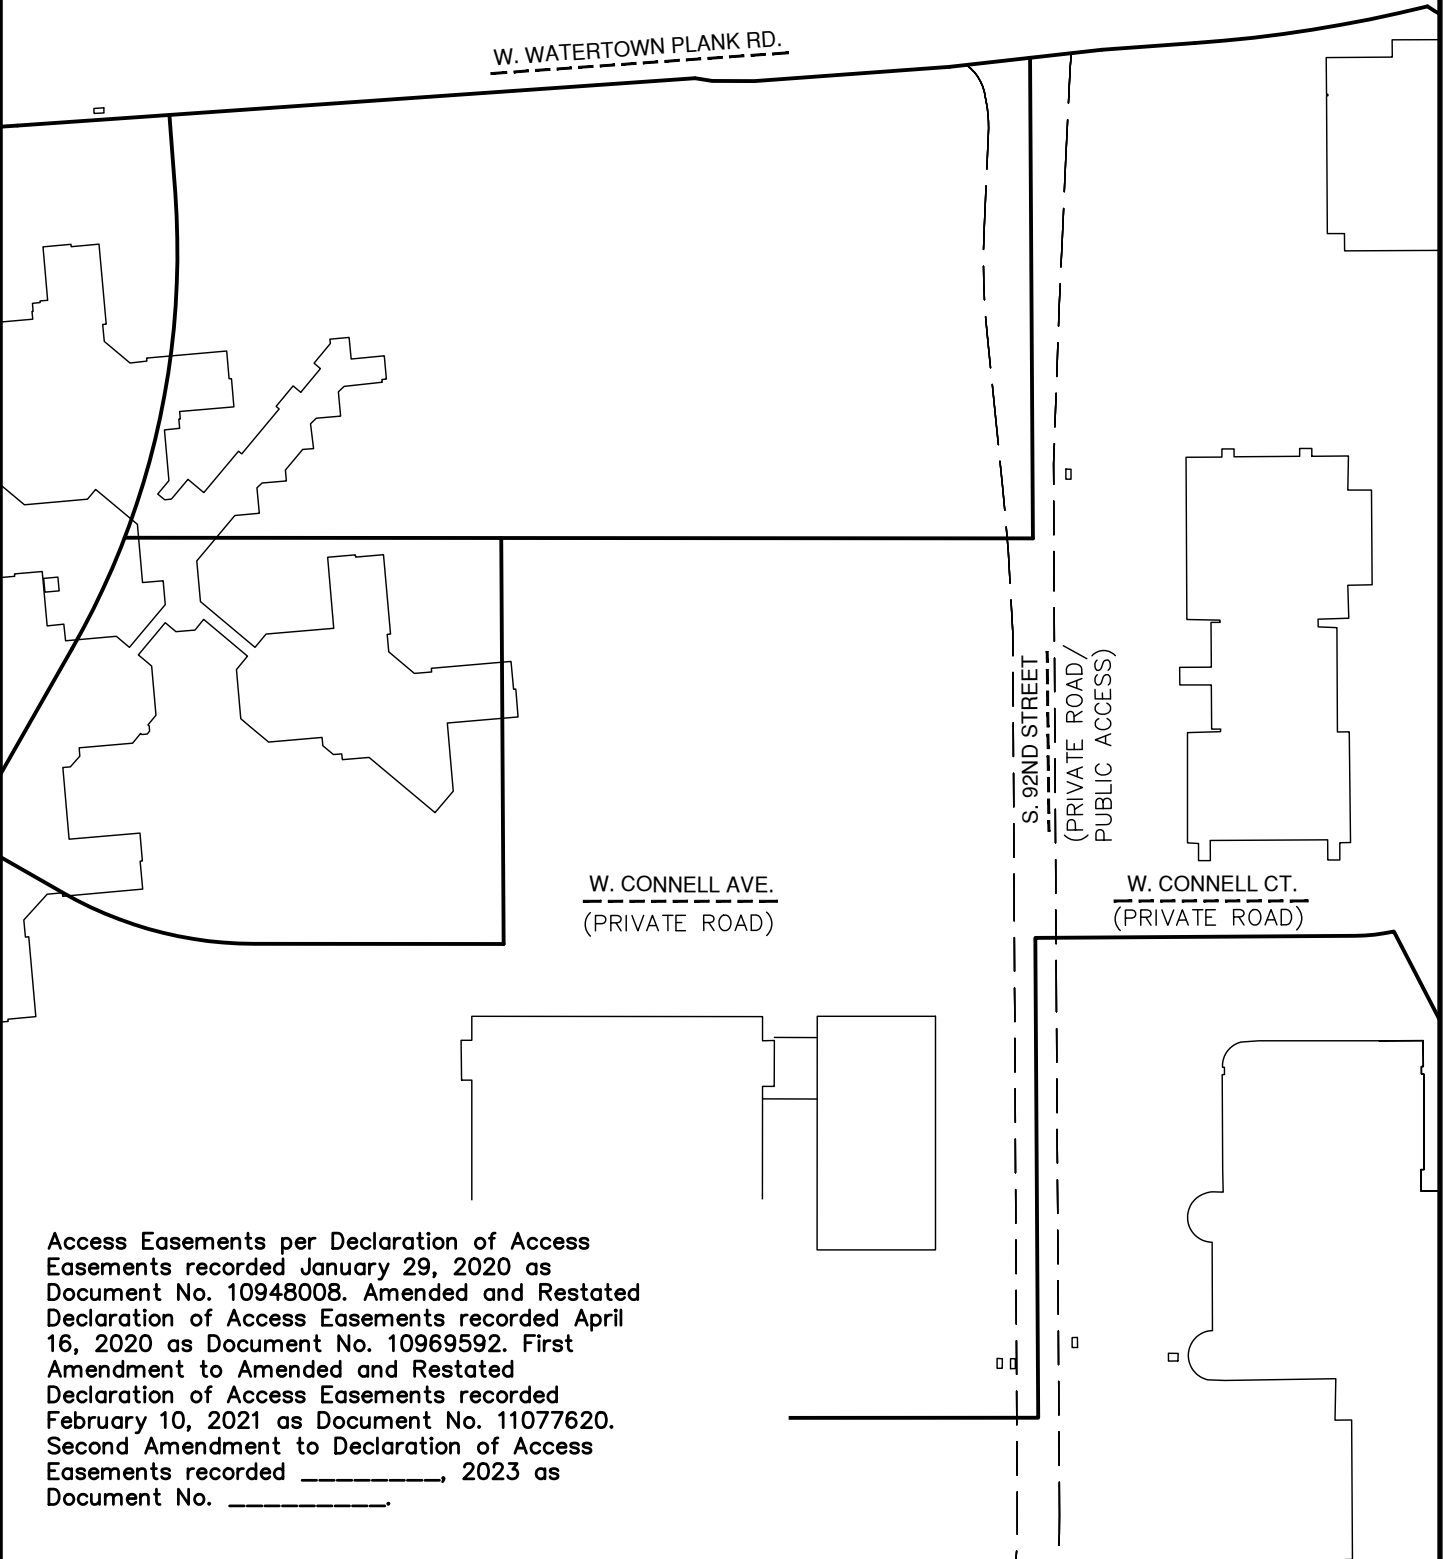 W. WATERTOWN PLANK RD.
S. 92ND STREET
(PRIVATE ROAD/
PUBLIC ACCESS)
W. CONNELL AVE.
(PRIVATE ROAD)
W. CONNELL CT.
(PRIVATE ROAD)
Access Easements per Declaration of Access
Easements recorded January 29, 2020 as
Document No. 10948008. Amended and Restated
Declaration of Access Easements recorded April
16, 2020 as Document No. 10969592. First
Amendment to Amended and Restated
Declaration of Access Easements recorded
February 10, 2021 as Document No. 11077620.
Second Amendment to Declaration of Access
Easements recorded ________, 2023 as
Document No. _________.